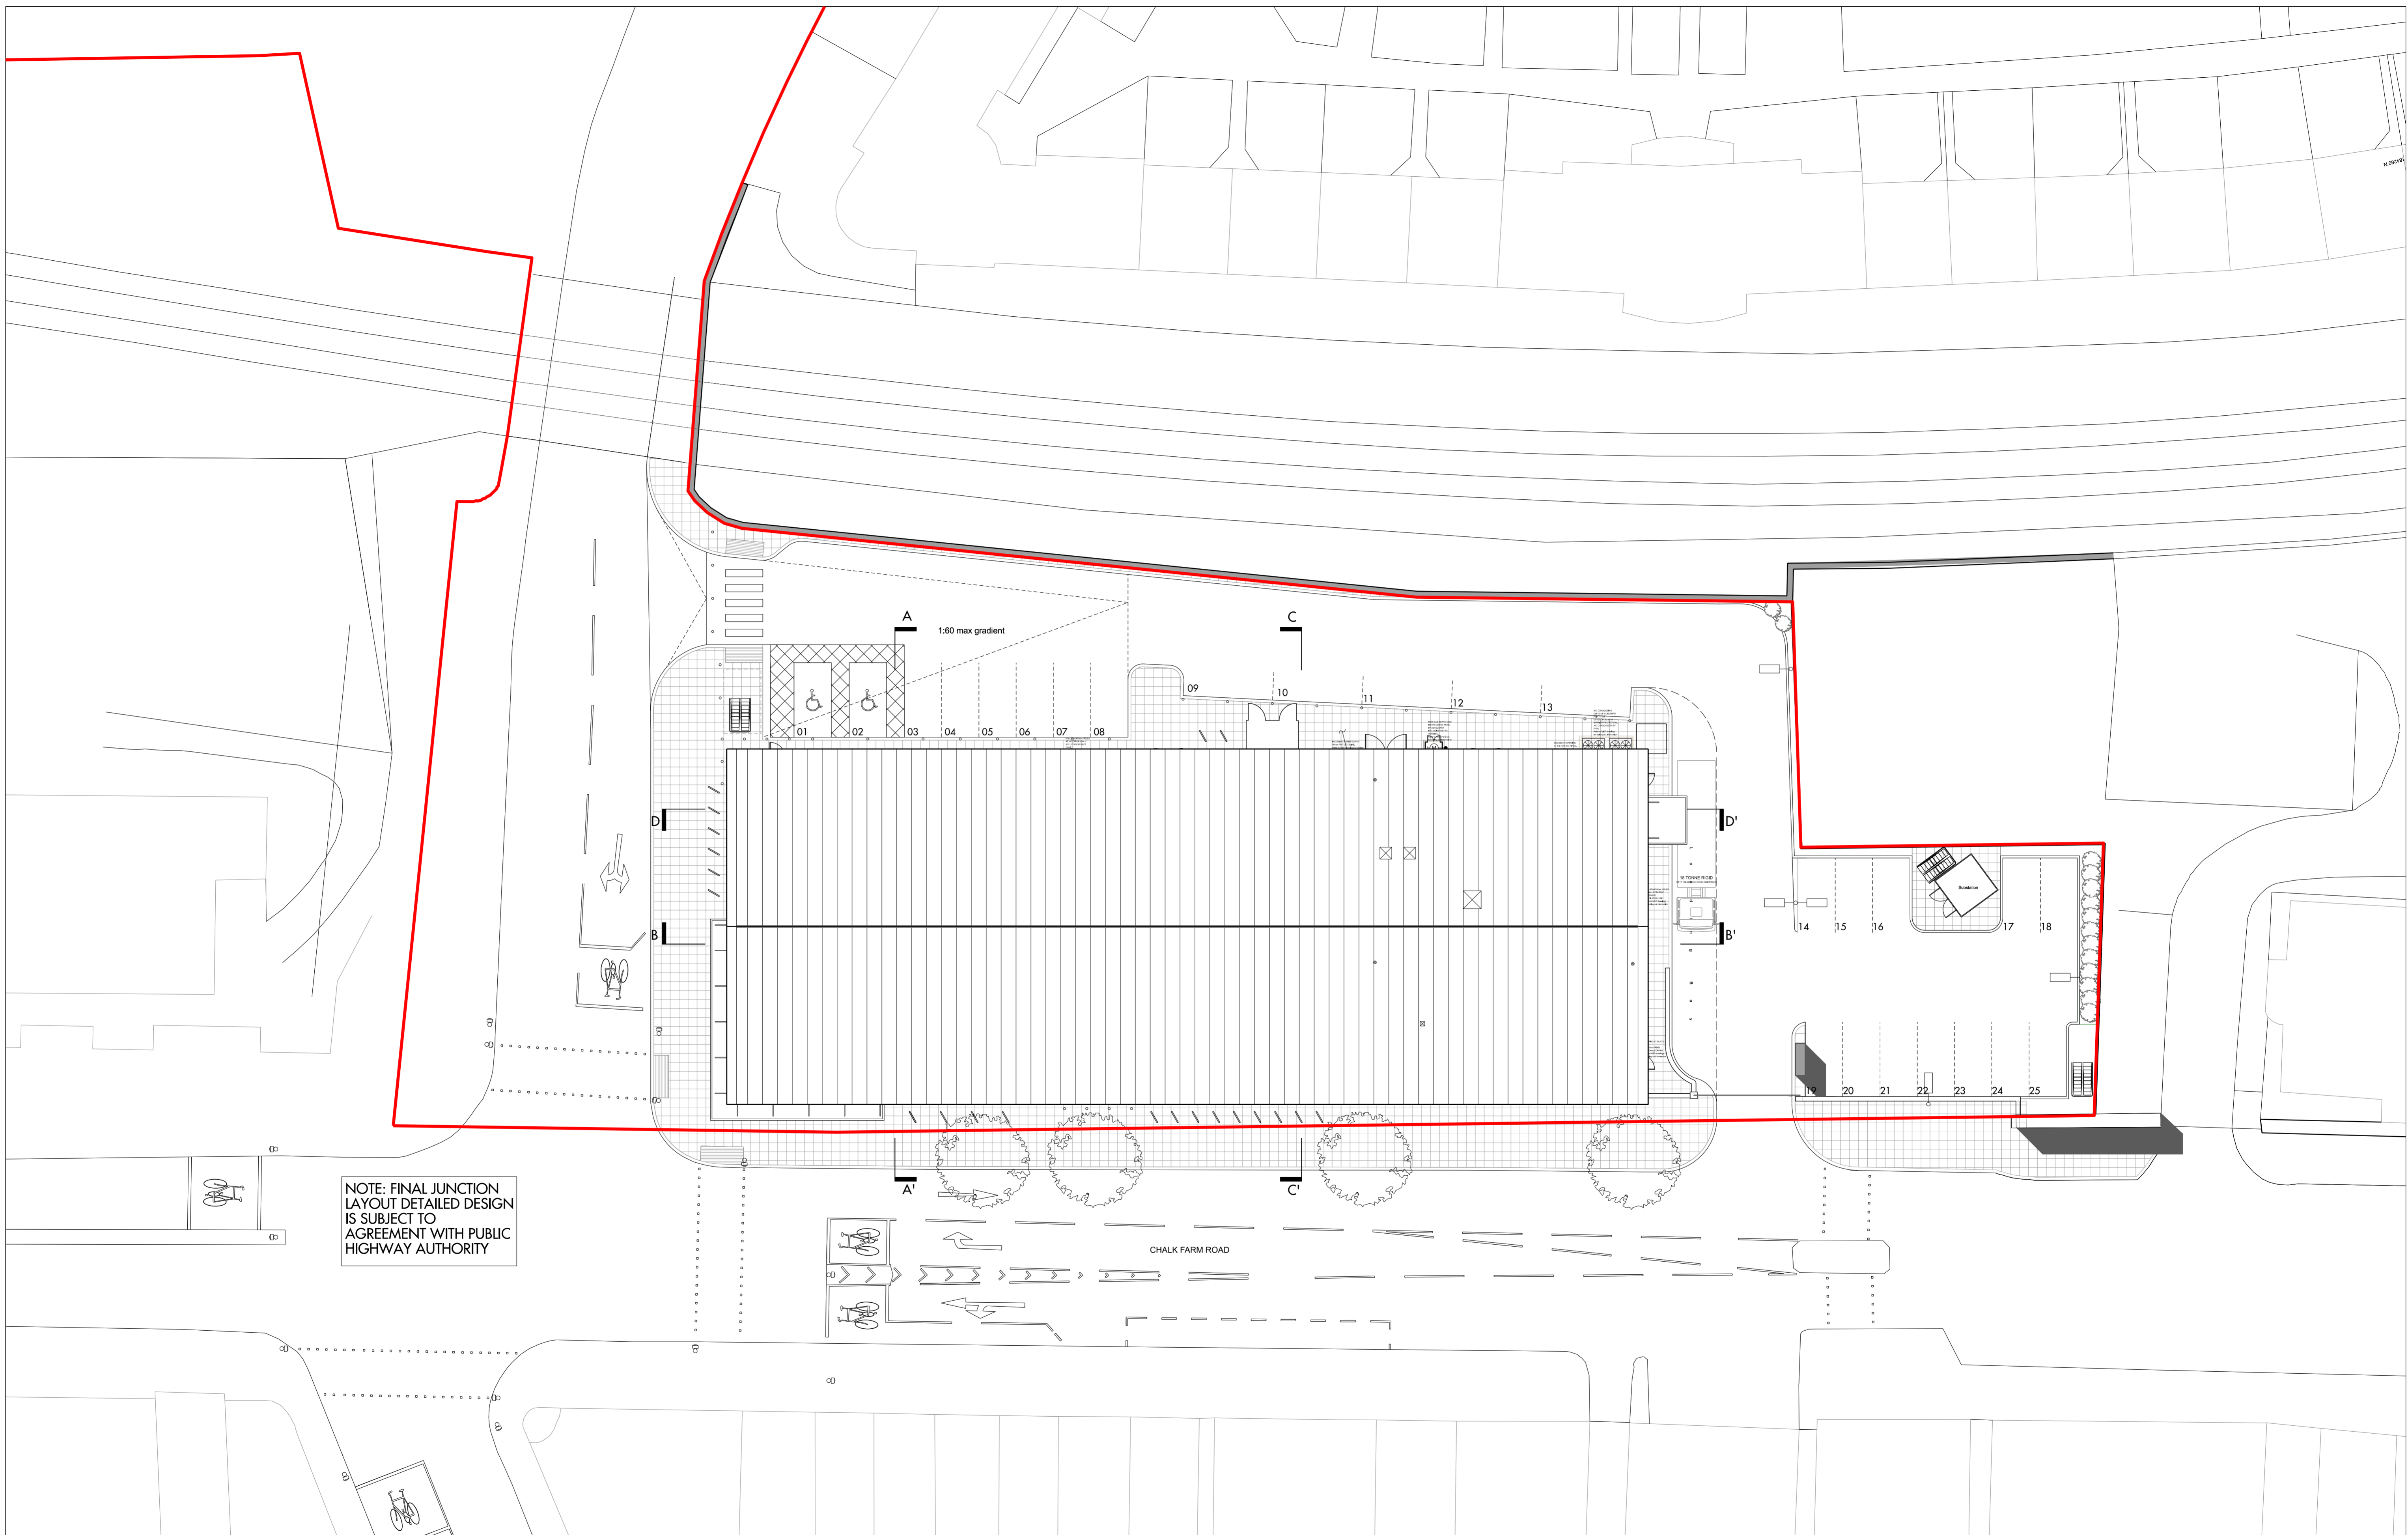 184280 N
A
1:60 max gradient
C
01
02
03
04
05
06
07
08
09
10
11
12
13
D
D'
18 TONNE RIGID
Substation
B
B'
14
15
16
17
18
19
20
21
22
23
24
25
A'
C'
NOTE: FINAL JUNCTION
LAYOUT DETAILED DESIGN
IS SUBJECT TO
AGREEMENT WITH PUBLIC
HIGHWAY AUTHORITY
CHALK FARM ROAD